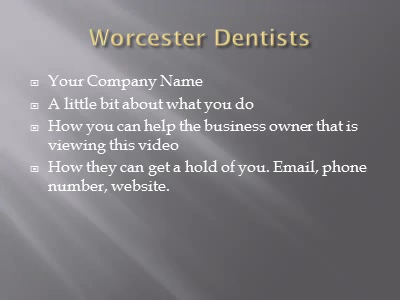 Worcester Dentists
Your Company Name
A little bit about what you do
How you can help the business owner that is
viewing this video
How they can get a hold of you. Email, phone
number, website.